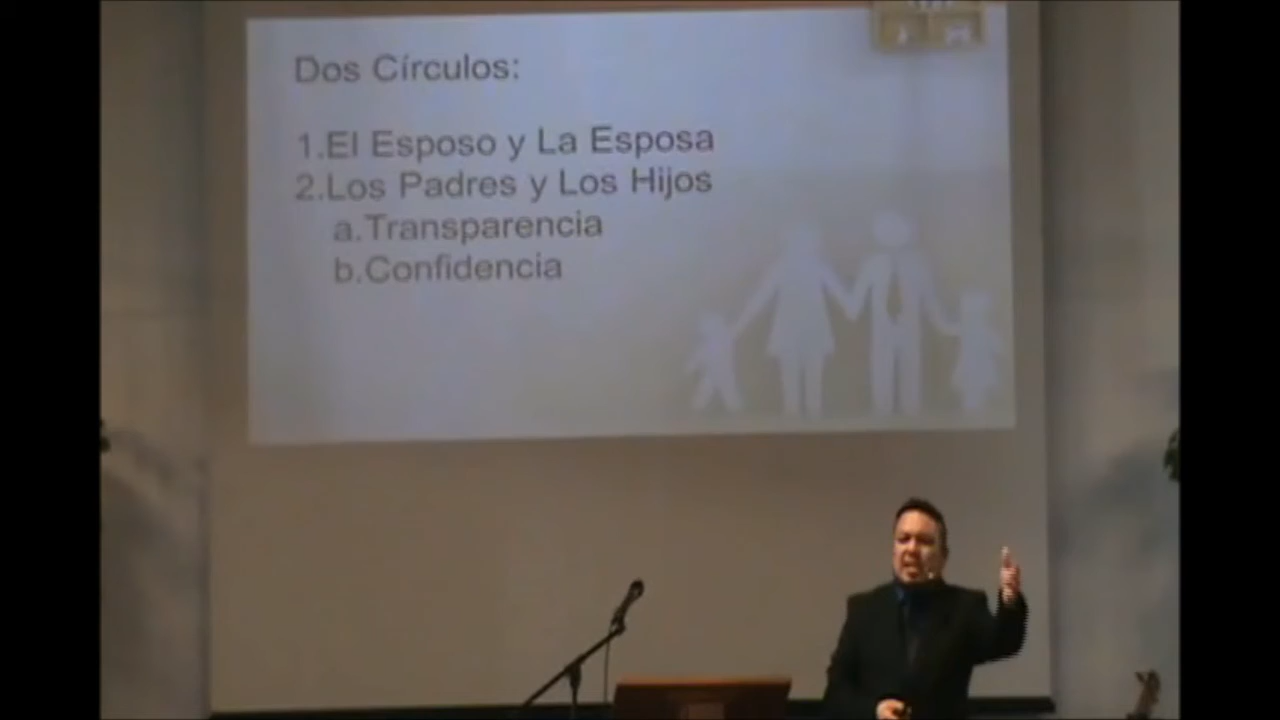 Dos Círculos:
1.El Esposo y La Esposa
2.Los Padres y Los Hijos
a.Transparencia
b.Confidencia